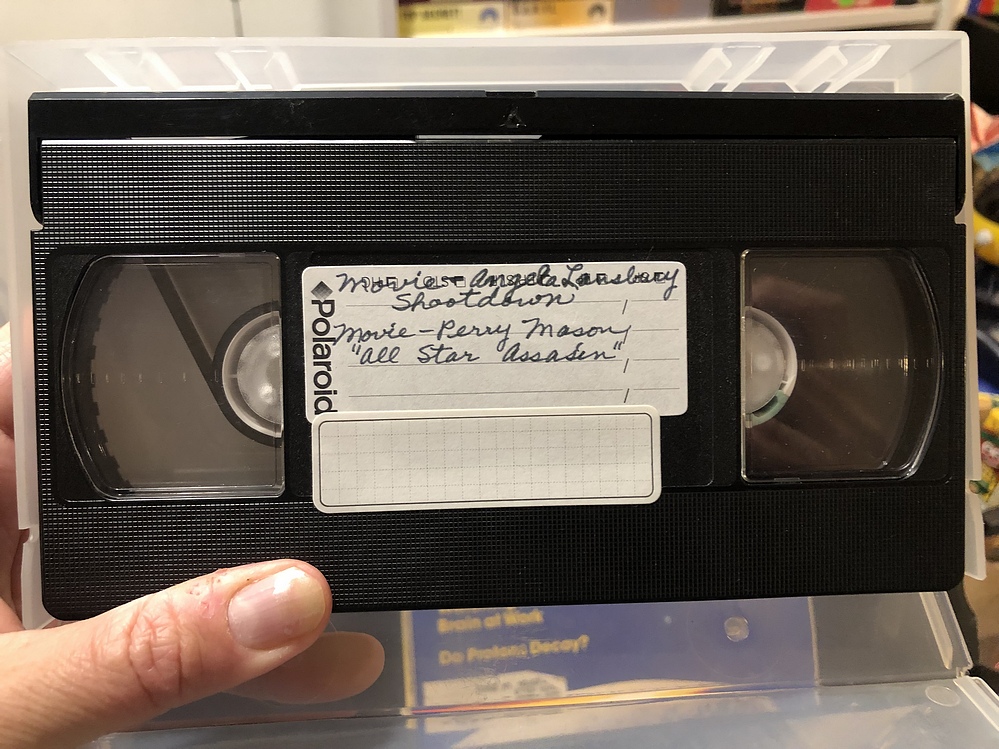 Movie - Angela Lansbury
Shootdown
Movie - Perry Mason
"All Star Assasin"
Polaroid
Brain at Work
Do Protons Decay?